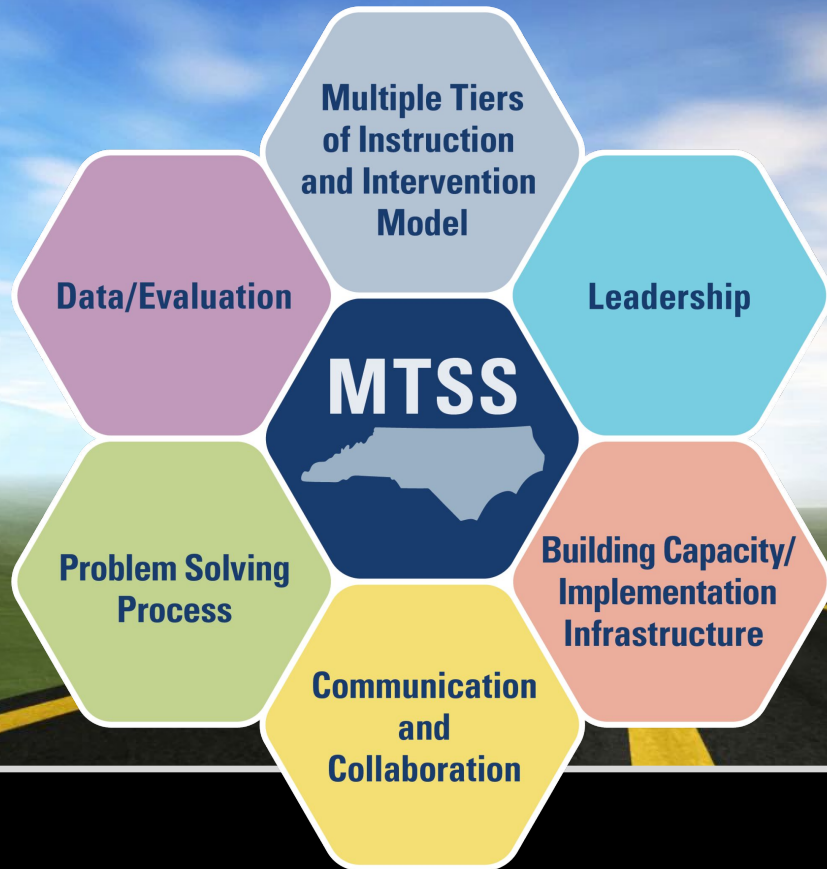 Multiple Tiers
of Instruction
and Intervention
Model
Data/Evaluation
Leadership
MTSS
Problem Solving
Process
Building Capacity/
Implementation
Infrastructure
Communication
and
Collaboration